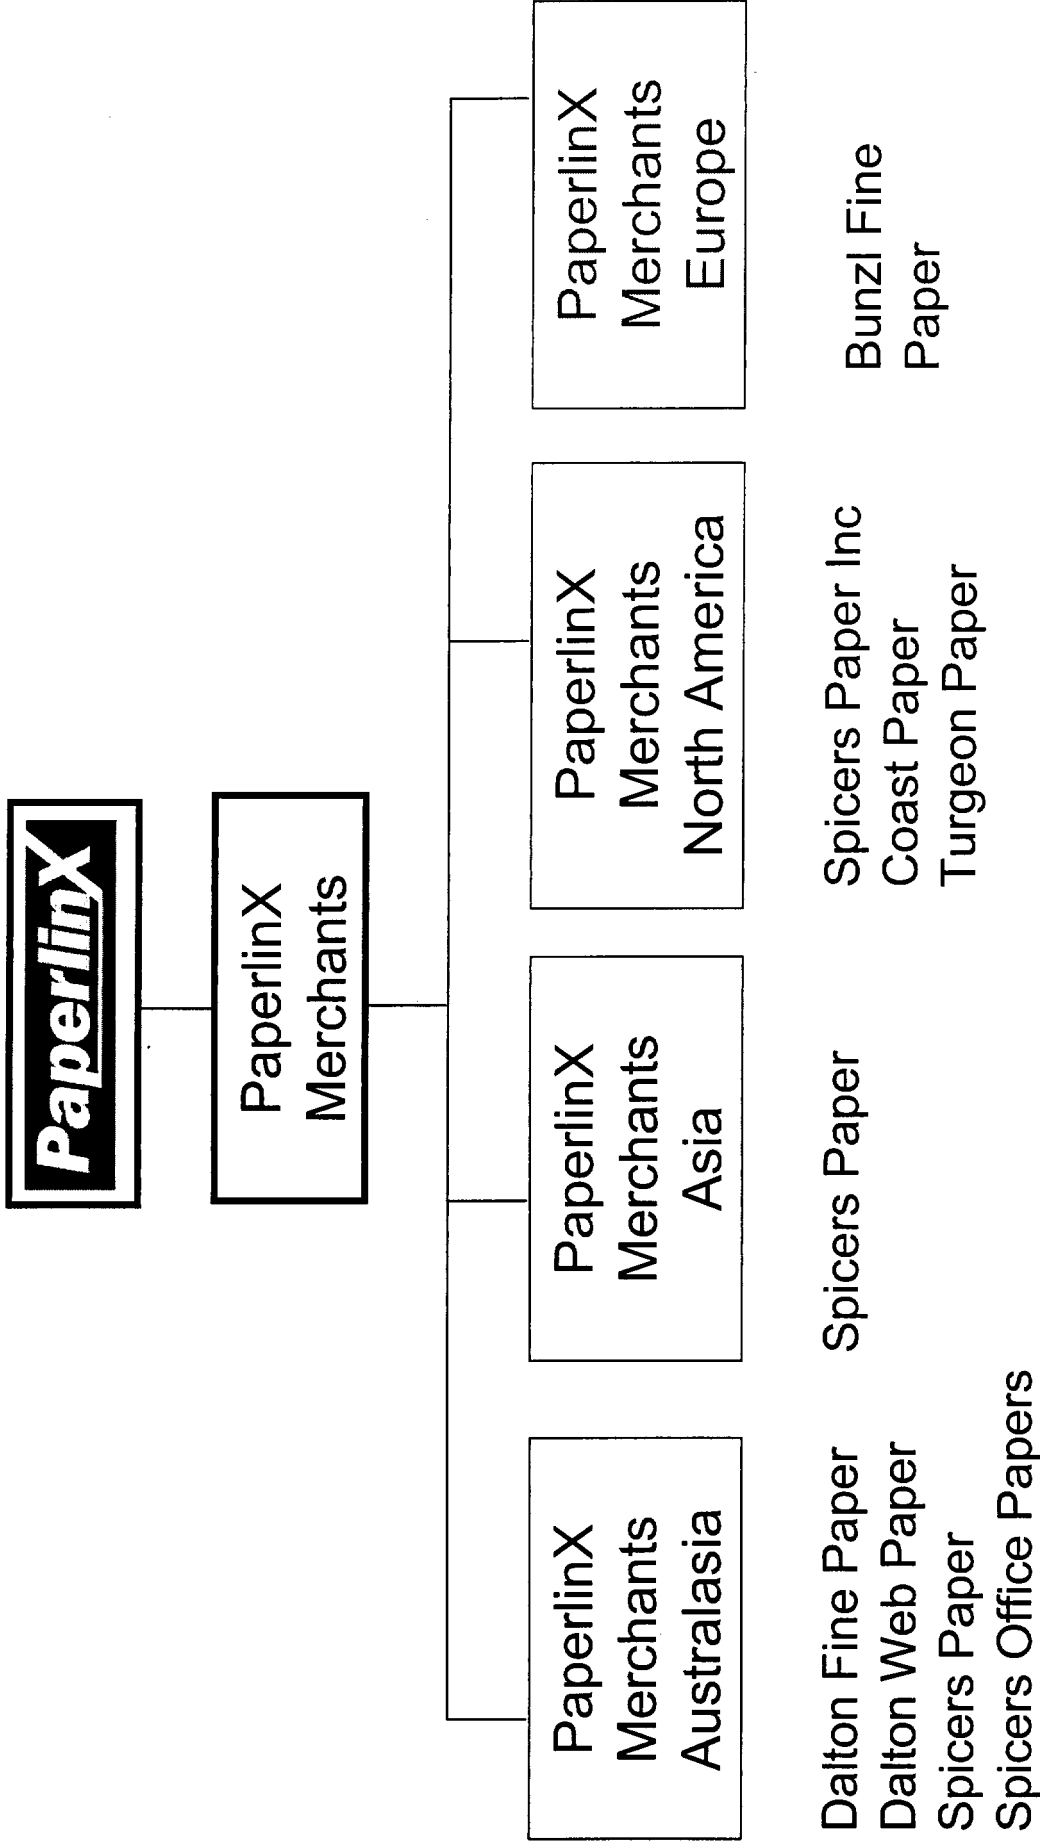 PaperlinX
PaperlinX
Merchants
PaperlinX
Merchants
Australasia
Dalton Fine Paper
Dalton Web Paper
Spicers Paper
Spicers Office Papers
PaperlinX
Merchants
Asia
Spicers Paper
PaperlinX
Merchants
North America
Spicers Paper Inc
Coast Paper
Turgeon Paper
PaperlinX
Merchants
Europe
Bunzl Fine
Paper